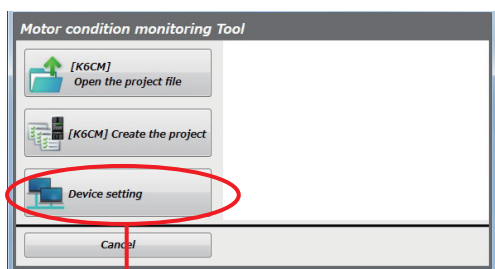 Motor condition monitoring Tool
[K6CM]
Open the project file
[K6CM] Create the project
Device setting
Cancel